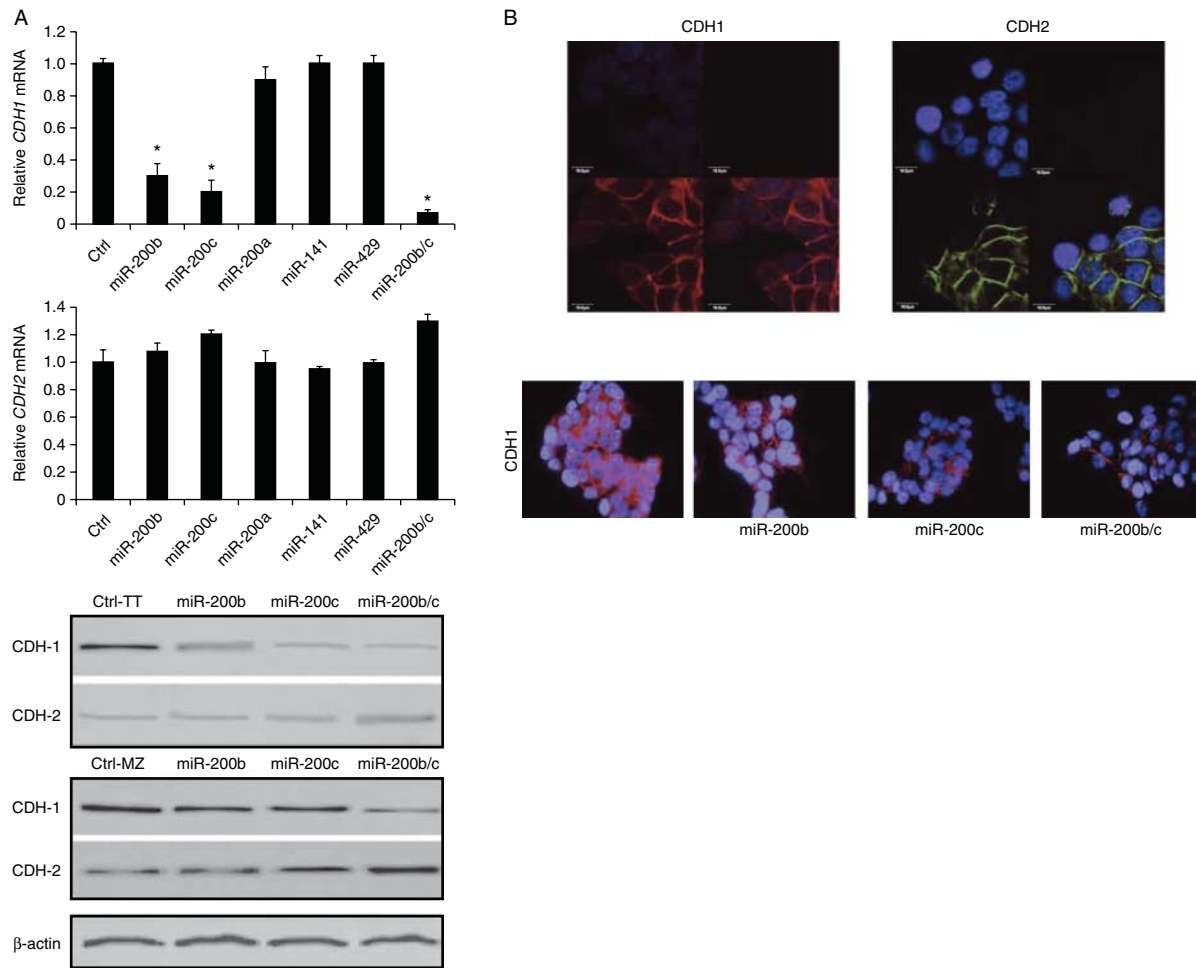 A
Relative CDH1 mRNA
1.2
1.0
0.8
0.6
0.4
0.2
0
* * *
Ctrl miR-200b miR-200c miR-200a miR-141 miR-429 miR-200b/c
Relative CDH2 mRNA
1.4
1.2
1.0
0.8
0.6
0.4
0.2
0
Ctrl miR-200b miR-200c miR-200a miR-141 miR-429 miR-200b/c
Ctrl-TT miR-200b miR-200c miR-200b/c
CDH-1
CDH-2
Ctrl-MZ miR-200b miR-200c miR-200b/c
CDH-1
CDH-2
β-actin
B
CDH1 CDH2
CDH1
miR-200b miR-200c miR-200b/c